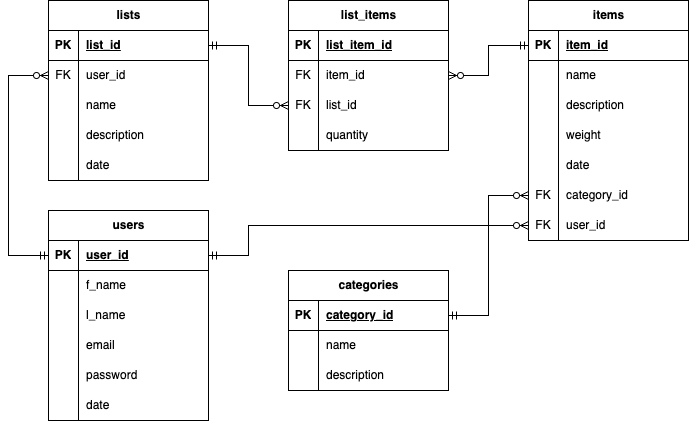 lists
PK list_id
FK user_id
name
description
date
list_items
PK list_item_id
FK item_id
FK list_id
quantity
items
PK item_id
name
description
weight
date
FK category_id
FK user_id
users
PK user_id
f_name
l_name
email
password
date
categories
PK category_id
name
description